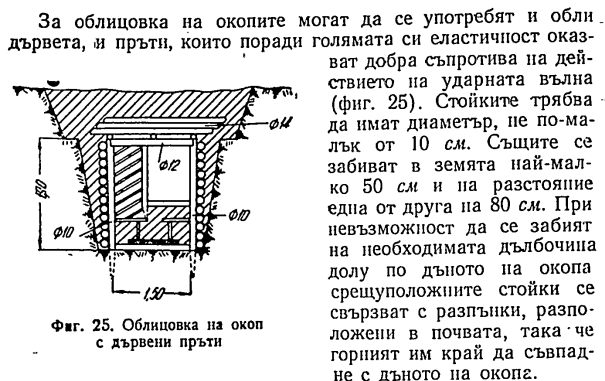 За облицовка на окопите могат да се употребят и обли
дървета, и пръти, които поради голямата си еластичност оказ-
ват добра съпротива на дей-
ствието на ударната вълна
(фиг. 25). Стойките трябва
да имат диаметър, не по-ма-
лък от 10 см. Същите се
забиват в земята най-мал-
ко 50 см и на разстояние
една от друга на 80 см. При
невъзможност да се забият
на необходимата дълбочина
долу по дъното на окопа
срещуположните стойки се
свързват с разпънки, разпо-
ложени в почвата, така че
горният им край да съвпад-
не с дъното на окопа.
Ф14
Ф12
Ф10
Ф10
1,50
Фиг. 25. Облицовка на окоп
с дървени пръти